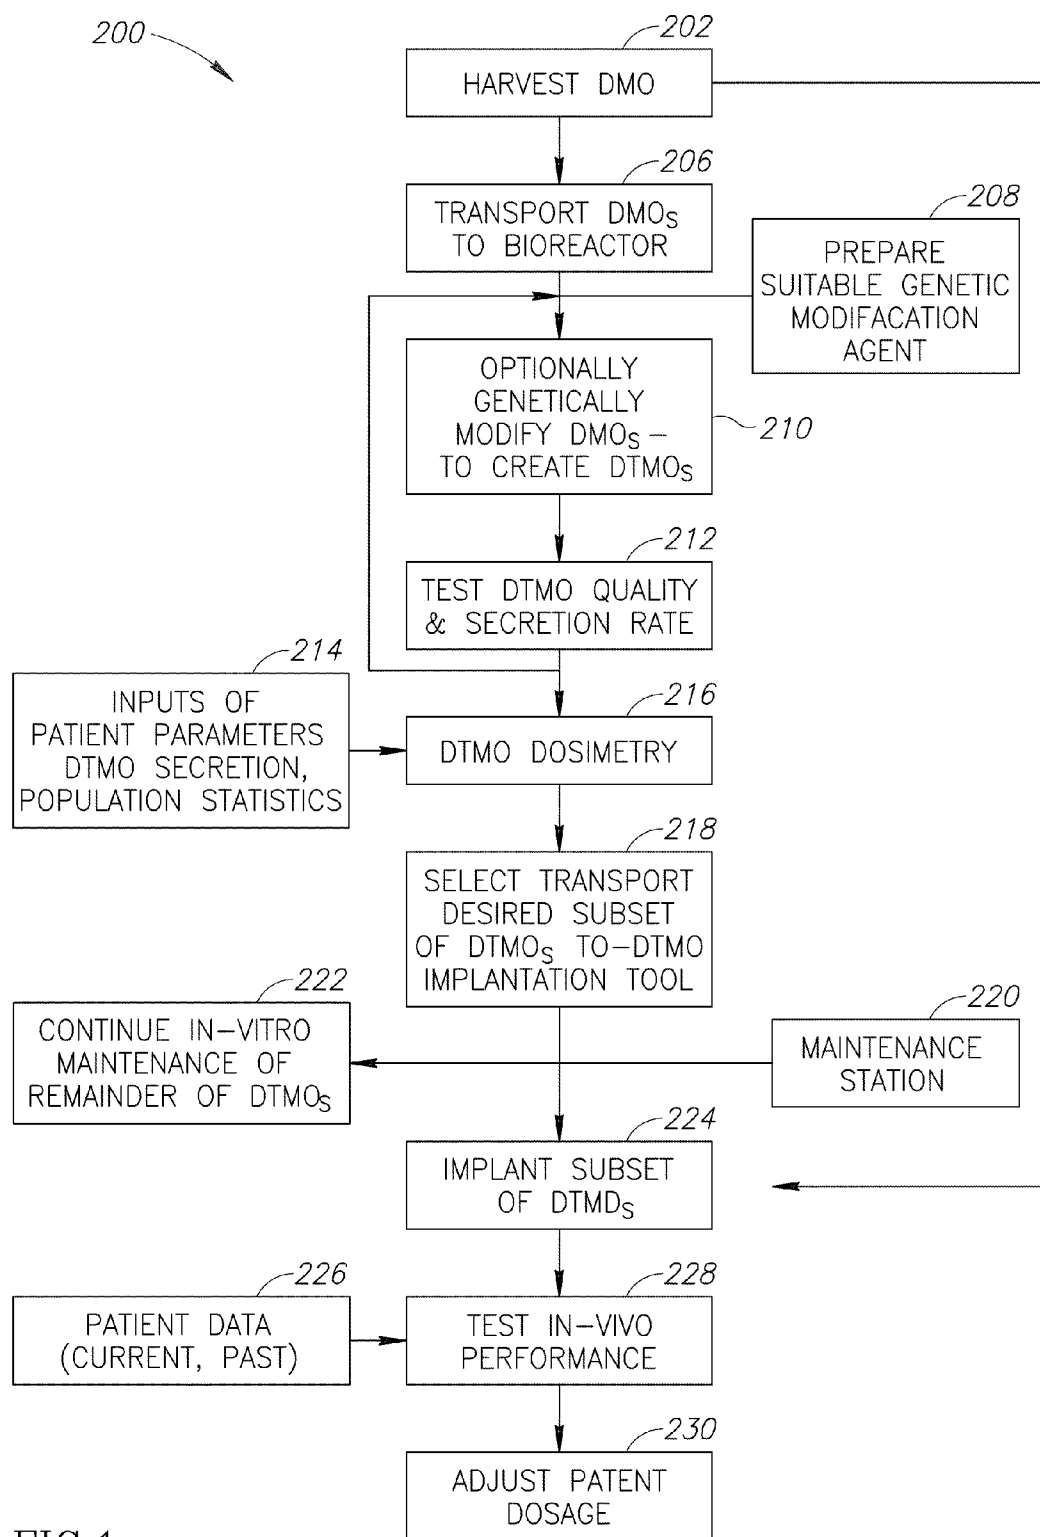 200
202
HARVEST DMO
206
TRANSPORT DMOS
TO BIOREACTOR
208
PREPARE
SUITABLE GENETIC
MODIFACATION
AGENT
OPTIONALLY
GENETICALLY
MODIFY DMOS –
TO CREATE DTMOS
210
212
TEST DTMO QUALITY
& SECRETION RATE
214
INPUTS OF
PATIENT PARAMETERS
DTMO SECRETION,
POPULATION STATISTICS
216
DTMO DOSIMETRY
218
SELECT TRANSPORT
DESIRED SUBSET
OF DTMOS TO–DTMO
IMPLANTATION TOOL
222
CONTINUE IN–VITRO
MAINTENANCE OF
REMAINDER OF DTMOS
220
MAINTENANCE
STATION
224
IMPLANT SUBSET
OF DTMDS
226
PATIENT DATA
(CURRENT, PAST)
228
TEST IN–VIVO
PERFORMANCE
230
ADJUST PATENT
DOSAGE